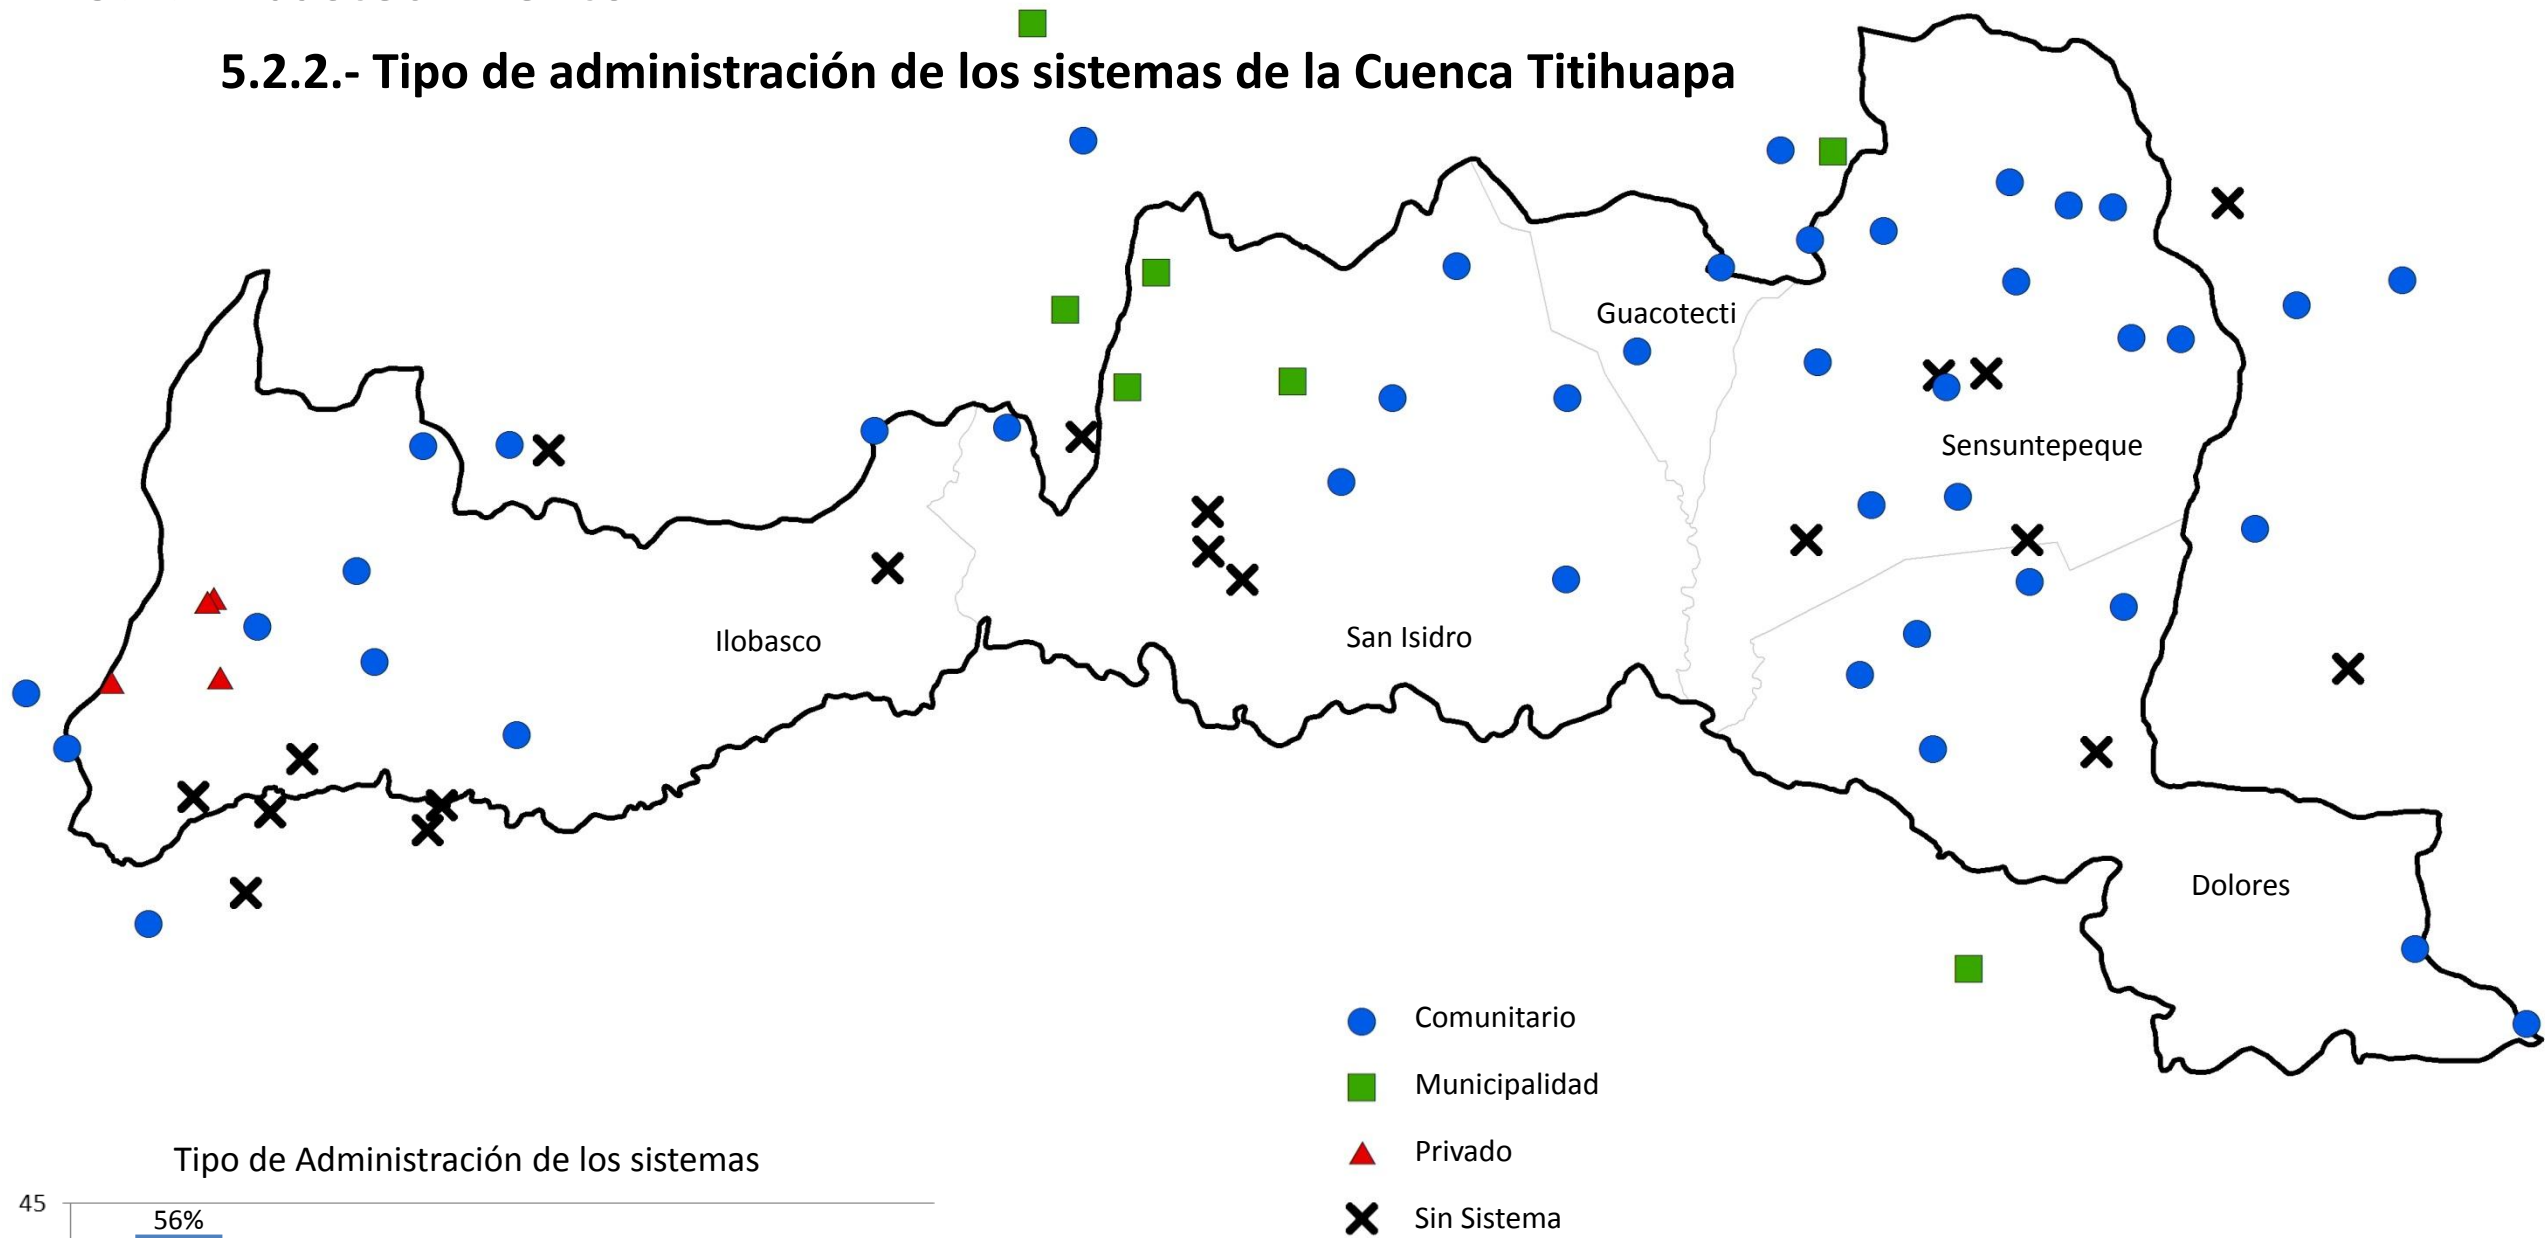 5.2.2.- Tipo de administración de los sistemas de la Cuenca Titihuapa
Guacotecti
Sensuntepeque
Ilobasco
San Isidro
Dolores
Comunitario
Municipalidad
Privado
Sin Sistema
Tipo de Administración de los sistemas
45
56%